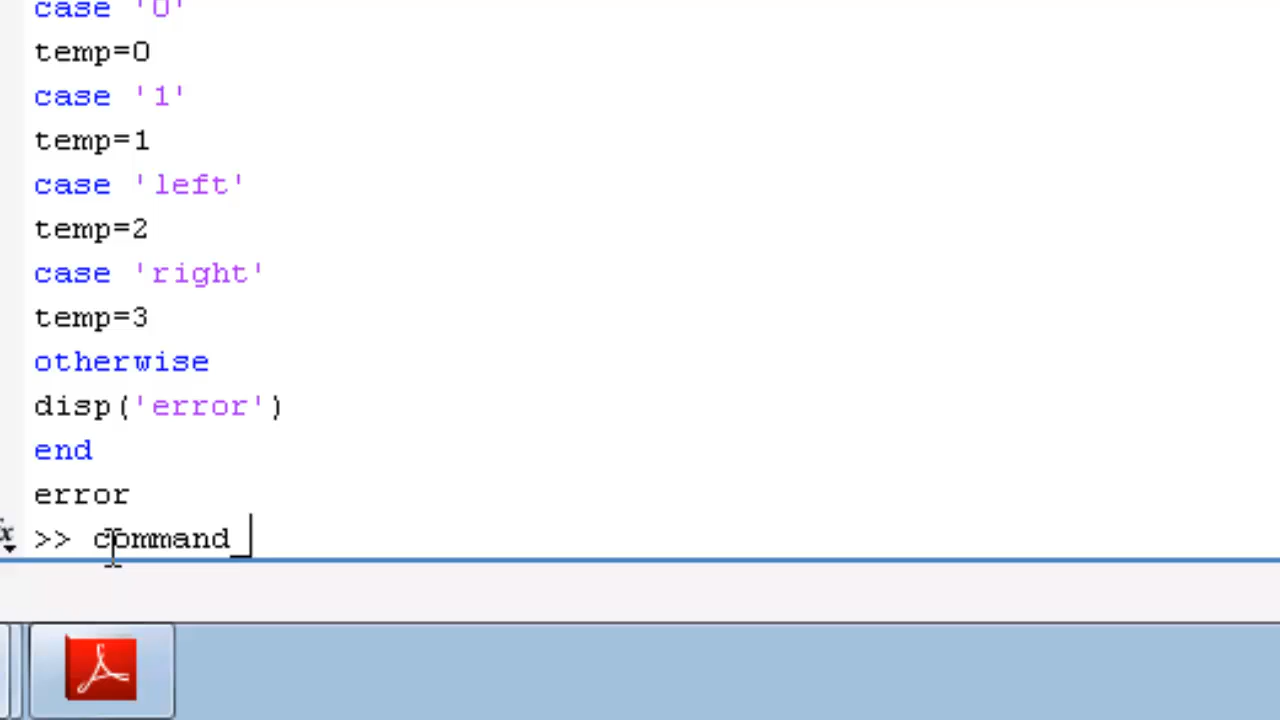 case '0'
temp=0
case '1'
temp=1
case 'left'
temp=2
case 'right'
temp=3
otherwise
disp('error')
end
error
>> command_